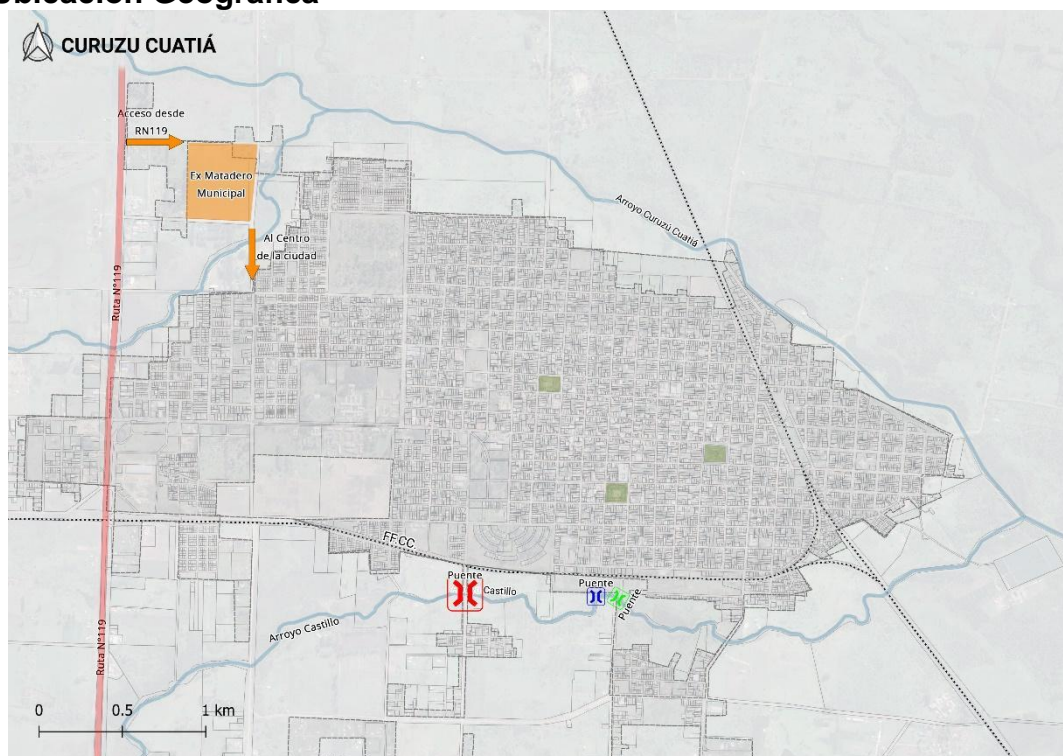 Ubicación Geográfica
CURUZU CUATIÁ
Acceso desde
RN119
Ex Matadero
Municipal
Al Centro
de la ciudad
Ruta N°119
Arroyo Curuzú Cuatiá
FF.CC
Puente
Castillo
Puente
Puente
Arroyo Castillo
Ruta N°119
0 0.5 1 km